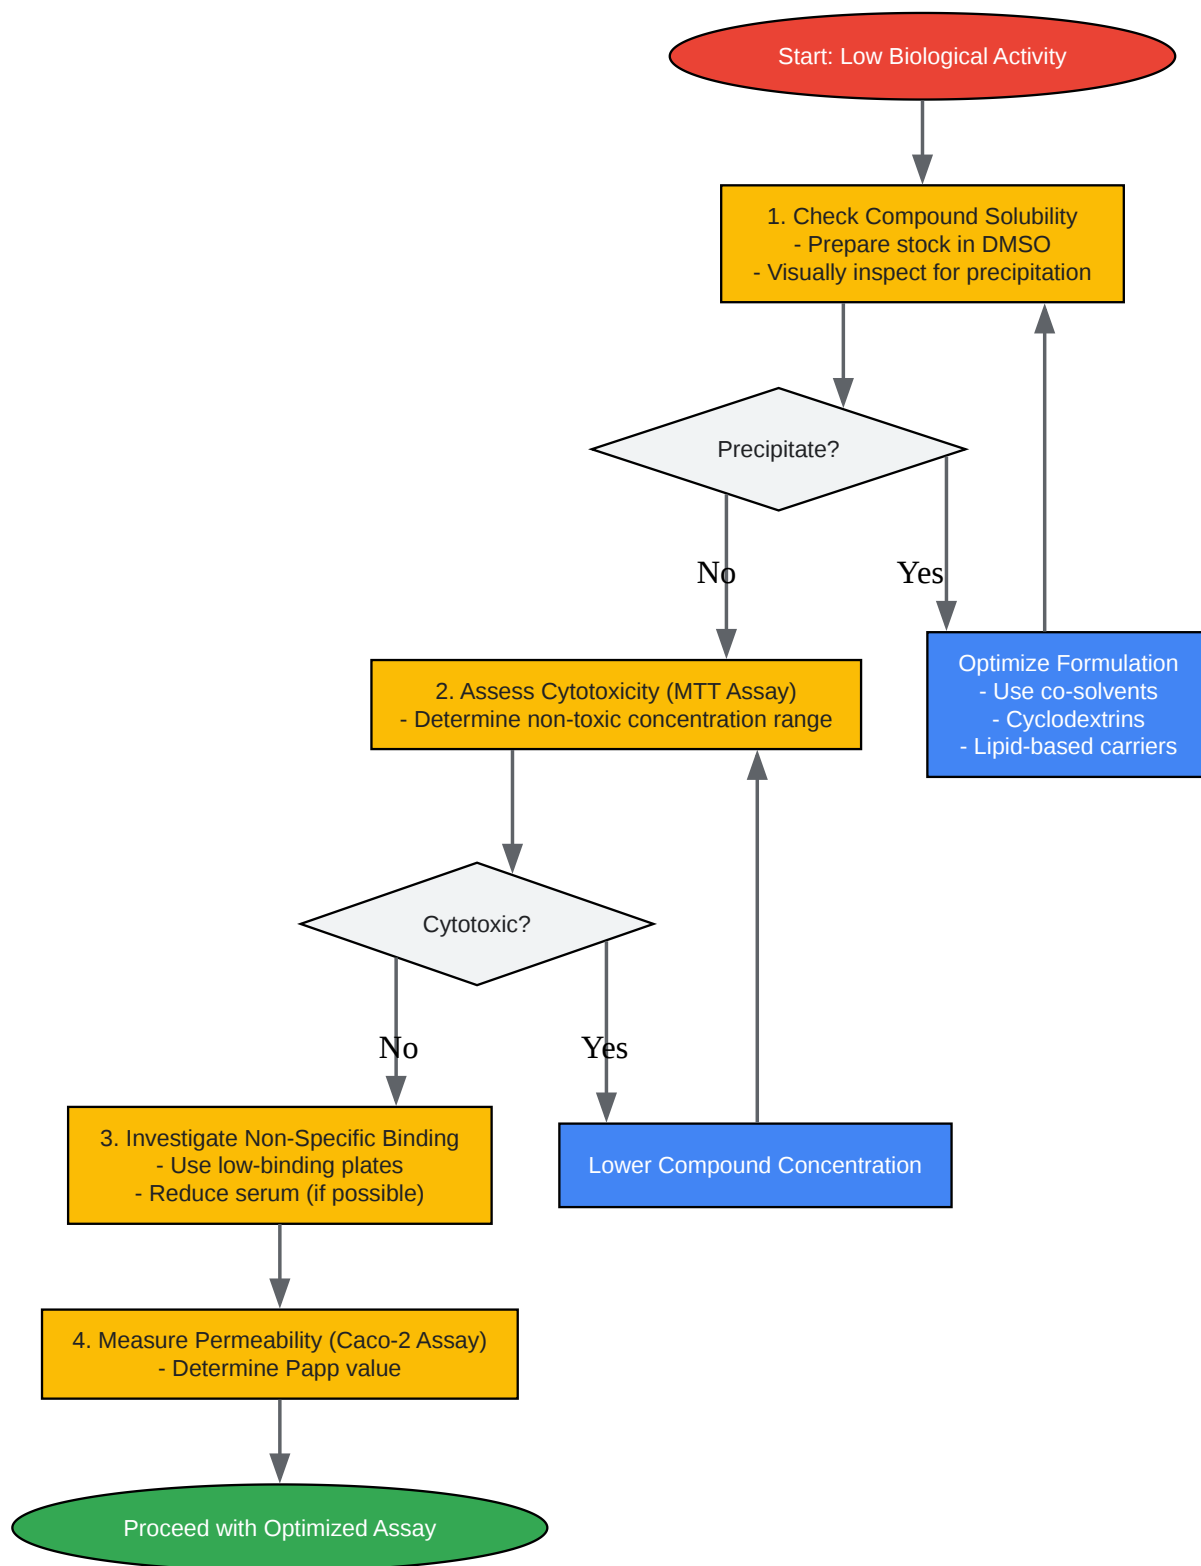 Start: Low Biological Activity
1. Check Compound Solubility
- Prepare stock in DMSO
- Visually inspect for precipitation
Precipitate?
No
Yes
Optimize Formulation
- Use co-solvents
- Cyclodextrins
- Lipid-based carriers
2. Assess Cytotoxicity (MTT Assay)
- Determine non-toxic concentration range
Cytotoxic?
No
Yes
3. Investigate Non-Specific Binding
- Use low-binding plates
- Reduce serum (if possible)
Lower Compound Concentration
4. Measure Permeability (Caco-2 Assay)
- Determine Papp value
Proceed with Optimized Assay